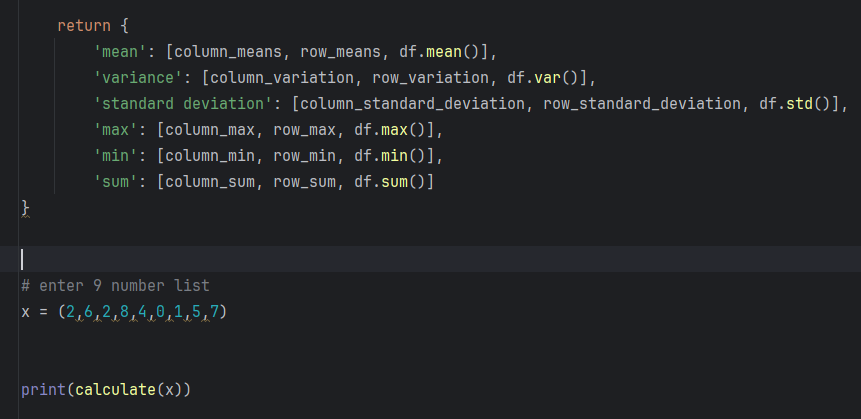 return {
'mean': [column_means, row_means, df.mean()],
'variance': [column_variation, row_variation, df.var()],
'standard deviation': [column_standard_deviation, row_standard_deviation, df.std()],
'max': [column_max, row_max, df.max()],
'min': [column_min, row_min, df.min()],
'sum': [column_sum, row_sum, df.sum()]
}
# enter 9 number list
x = (2,6,2,8,4,0,1,5,7)
print(calculate(x))